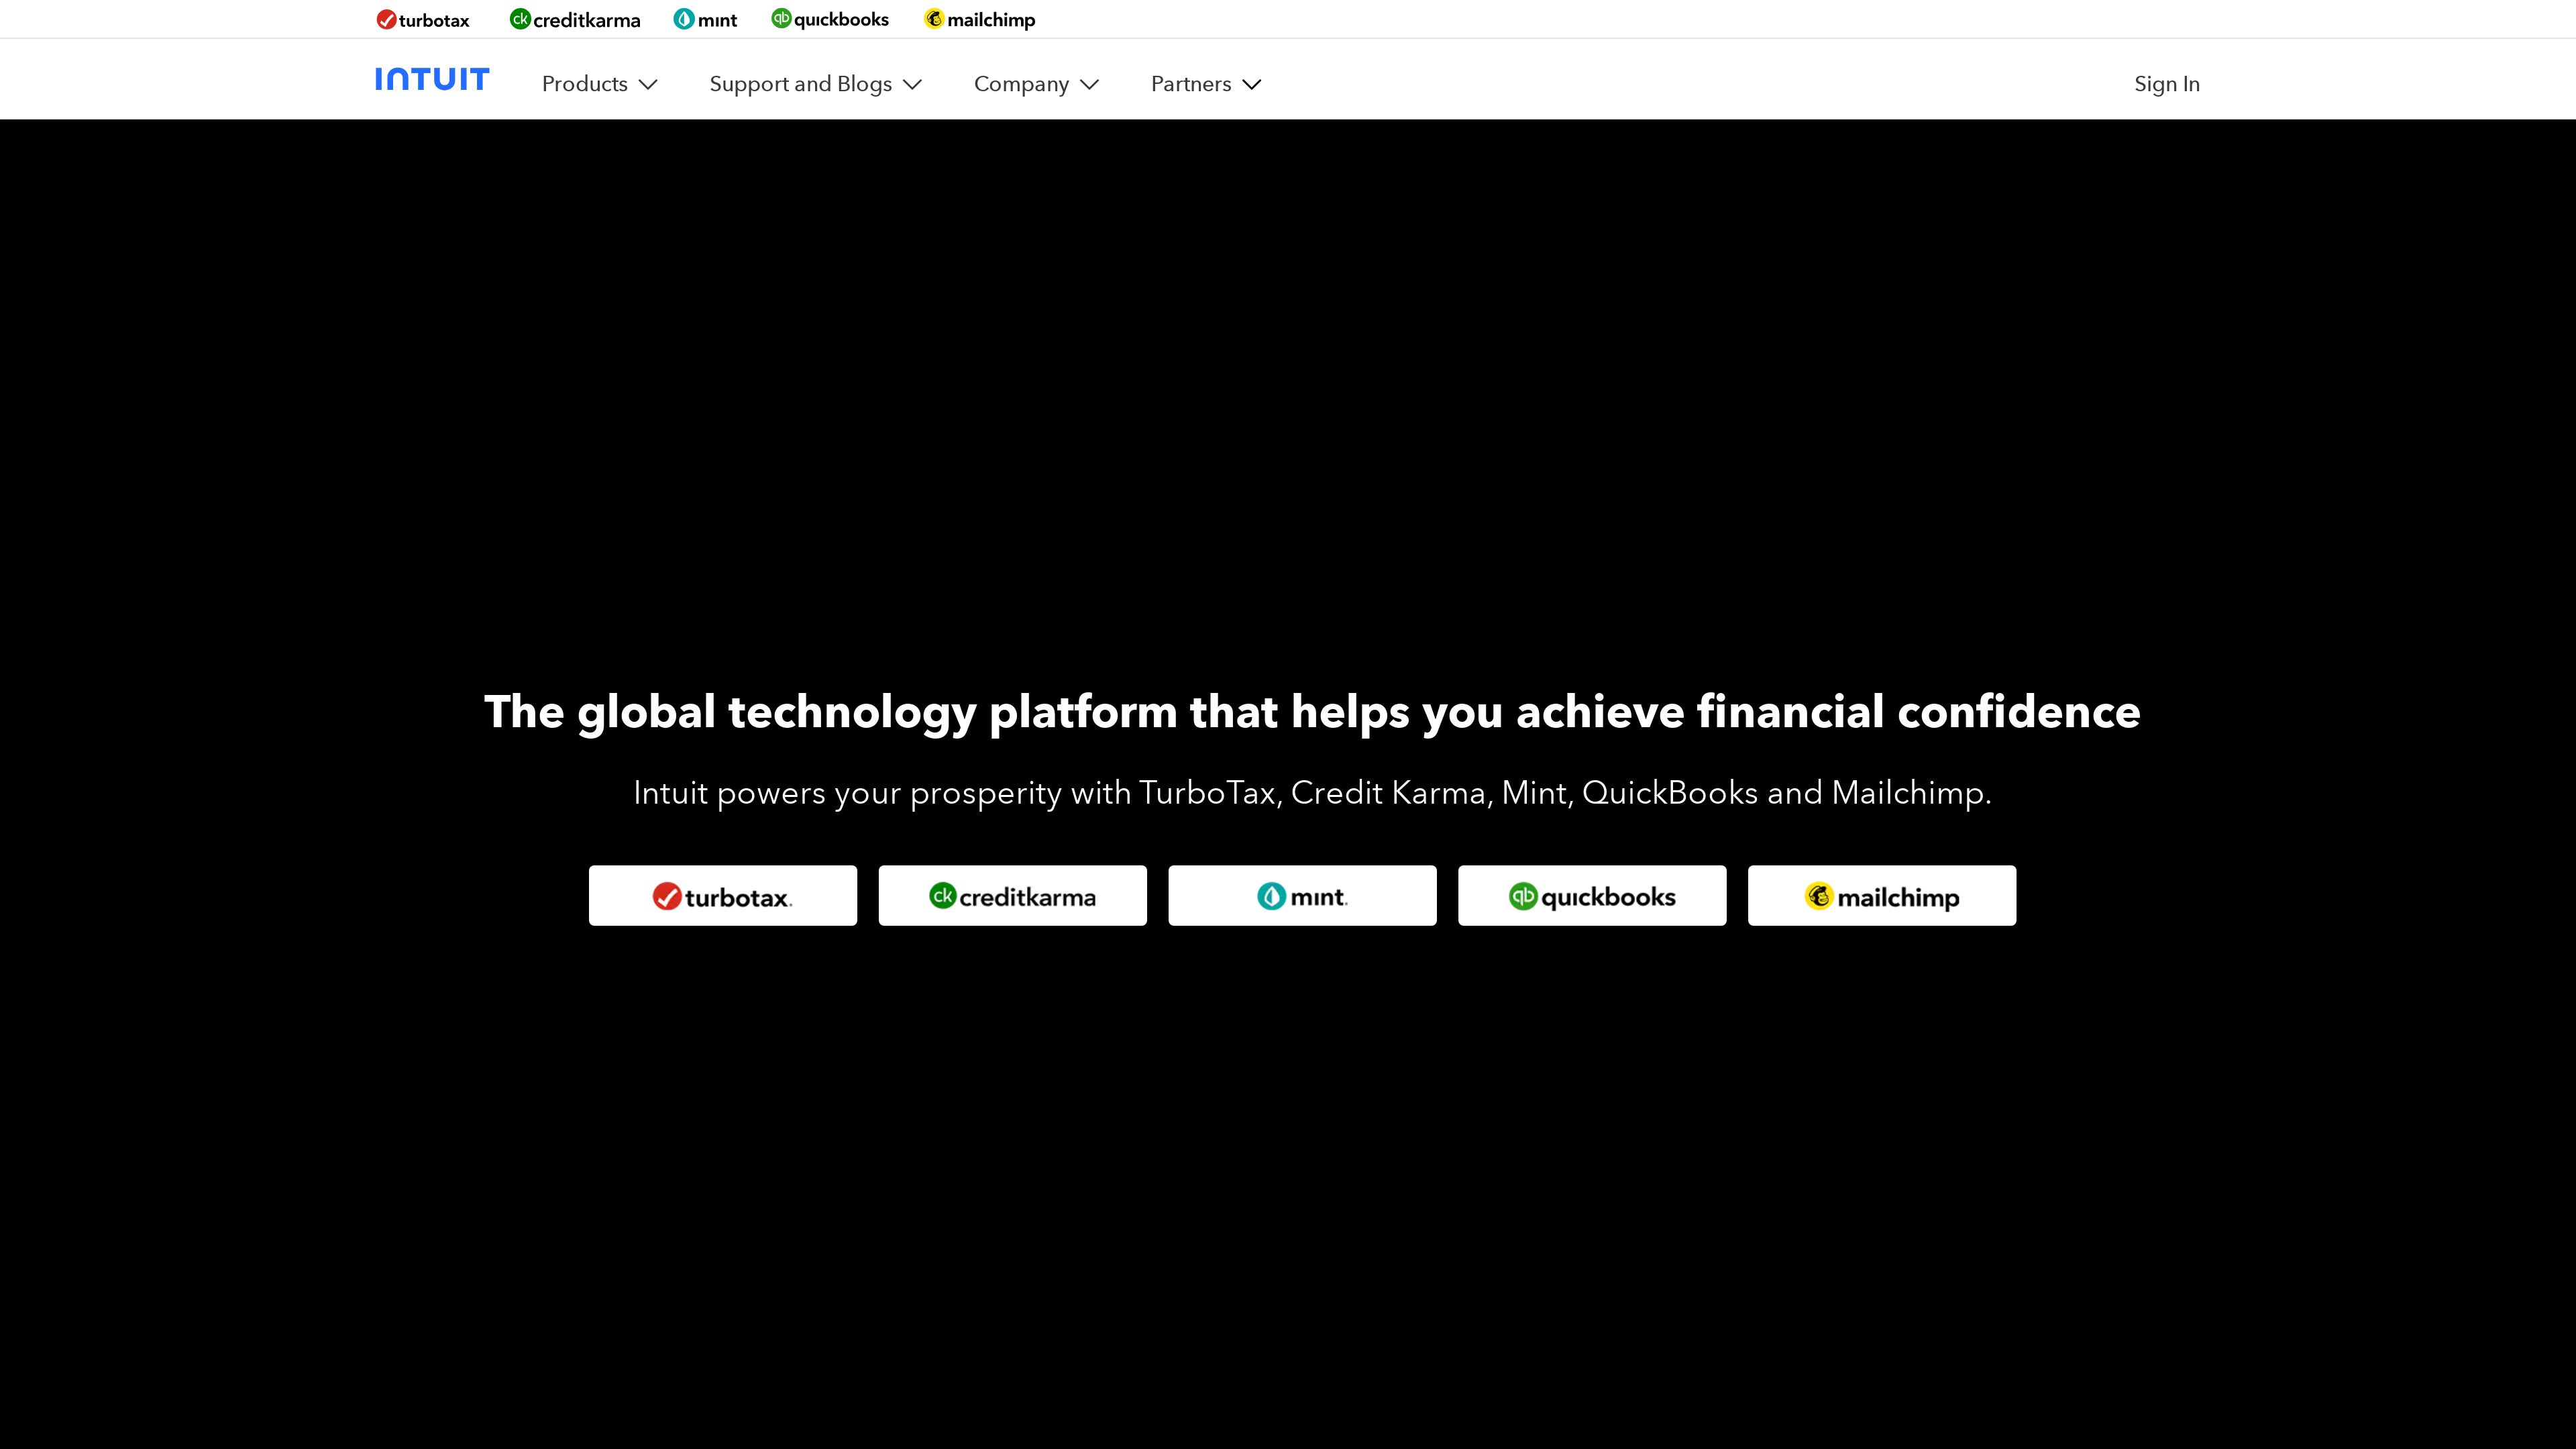 turbotax creditkarma mint quickbooks mailchimp
INTUIT Products Support and Blogs Company Partners Sign In
The global technology platform that helps you achieve financial confidence
Intuit powers your prosperity with TurboTax, Credit Karma, Mint, QuickBooks and Mailchimp.
turbotax. creditkarma mint. quickbooks mailchimp